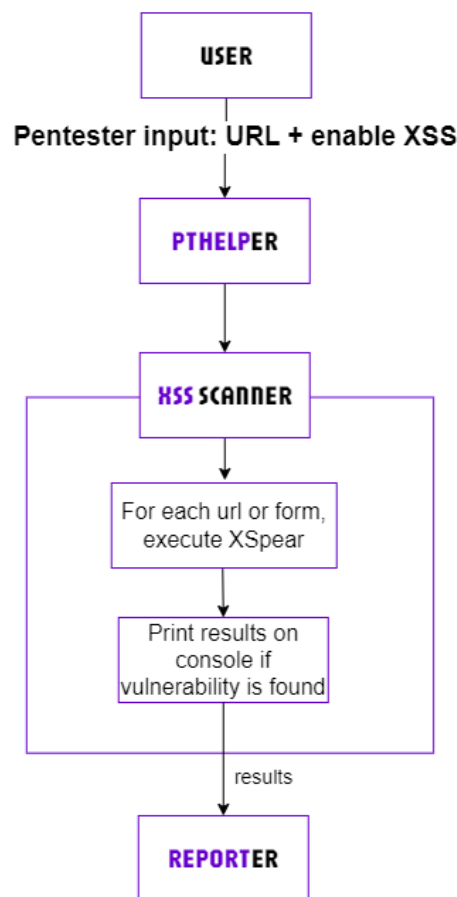 USER
Pentester input: URL + enable XSS
PTHELPER
XSS SCANNER
For each url or form,
execute XSpear
Print results on
console if
vulnerability is found
results
REPORTER